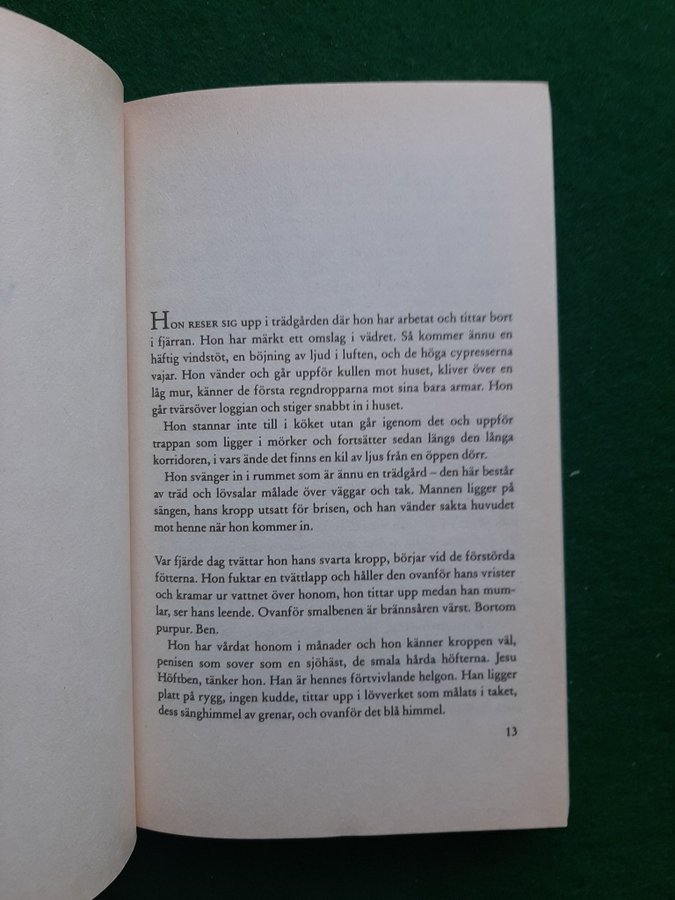 HON RESER SIG upp i trädgården där hon har arbetat och tittar bort
i fjärran. Hon har märkt ett omslag i vädret. Så kommer ännu en
häftig vindstöt, en böjning av ljud i luften, och de höga cypresserna
vajar. Hon vänder och går uppför kullen mot huset, kliver över en
låg mur, känner de första regndropparna mot sina bara armar. Hon
går tvärsöver loggian och stiger snabbt in i huset.
Hon stannar inte till i köket utan går igenom det och uppför
trappan som ligger i mörker och fortsätter sedan längs den långa
korridoren, i vars ände det finns en kil av ljus från en öppen dörr.
Hon svänger in i rummet som är ännu en trädgård – den här består
av träd och lövsalar målade över väggar och tak. Mannen ligger på
sängen, hans kropp utsatt för brisen, och han vänder sakta huvudet
mot henne när hon kommer in.
Var fjärde dag tvättar hon hans svarta kropp, börjar vid de förstörda
fötterna. Hon fuktar en tvättlapp och håller den ovanför hans vrister
och kramar ur vattnet över honom, hon tittar upp medan han mum-
lar, ser hans leende. Ovanför smalbenen är brännsåren värst. Bortom
purpur. Ben.
Hon har vårdat honom i månader och hon känner kroppen väl,
penisen som sover som en sjöhäst, de smala hårda höfterna. Jesu
Höftben, tänker hon. Han är hennes förtvivlande helgon. Han ligger
platt på rygg, ingen kudde, tittar upp i lövverket som målats i taket,
dess sänghimmel av grenar, och ovanför det blå himmel.
13